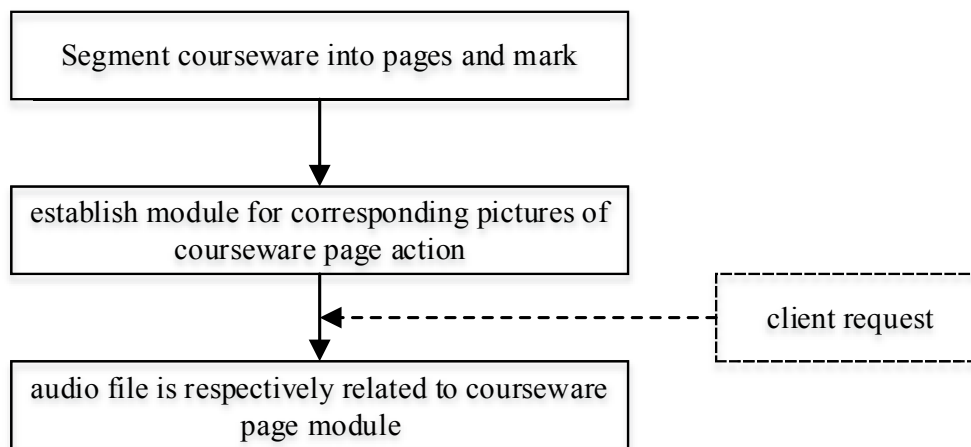 Segment courseware into pages and mark
establish module for corresponding pictures of
courseware page action
client request
audio file is respectively related to courseware
page module